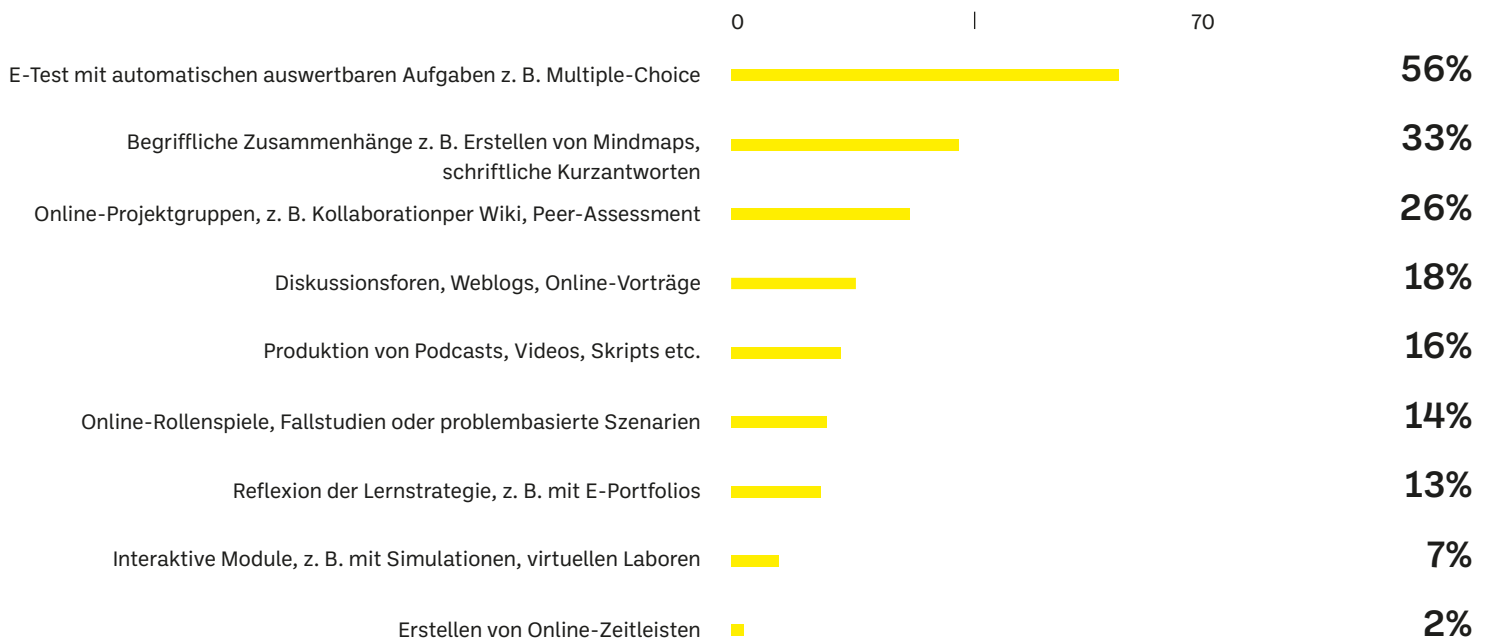 0 70
E-Test mit automatischen auswertbaren Aufgaben z. B. Multiple-Choice 56%
Begriffliche Zusammenhänge z. B. Erstellen von Mindmaps, 33%
schriftliche Kurzantworten
Online-Projektgruppen, z. B. Kollaborationper Wiki, Peer-Assessment 26%
Diskussionsforen, Weblogs, Online-Vorträge 18%
Produktion von Podcasts, Videos, Skripts etc. 16%
Online-Rollenspiele, Fallstudien oder problembasierte Szenarien 14%
Reflexion der Lernstrategie, z. B. mit E-Portfolios 13%
Interaktive Module, z. B. mit Simulationen, virtuellen Laboren 7%
Erstellen von Online-Zeitleisten 2%